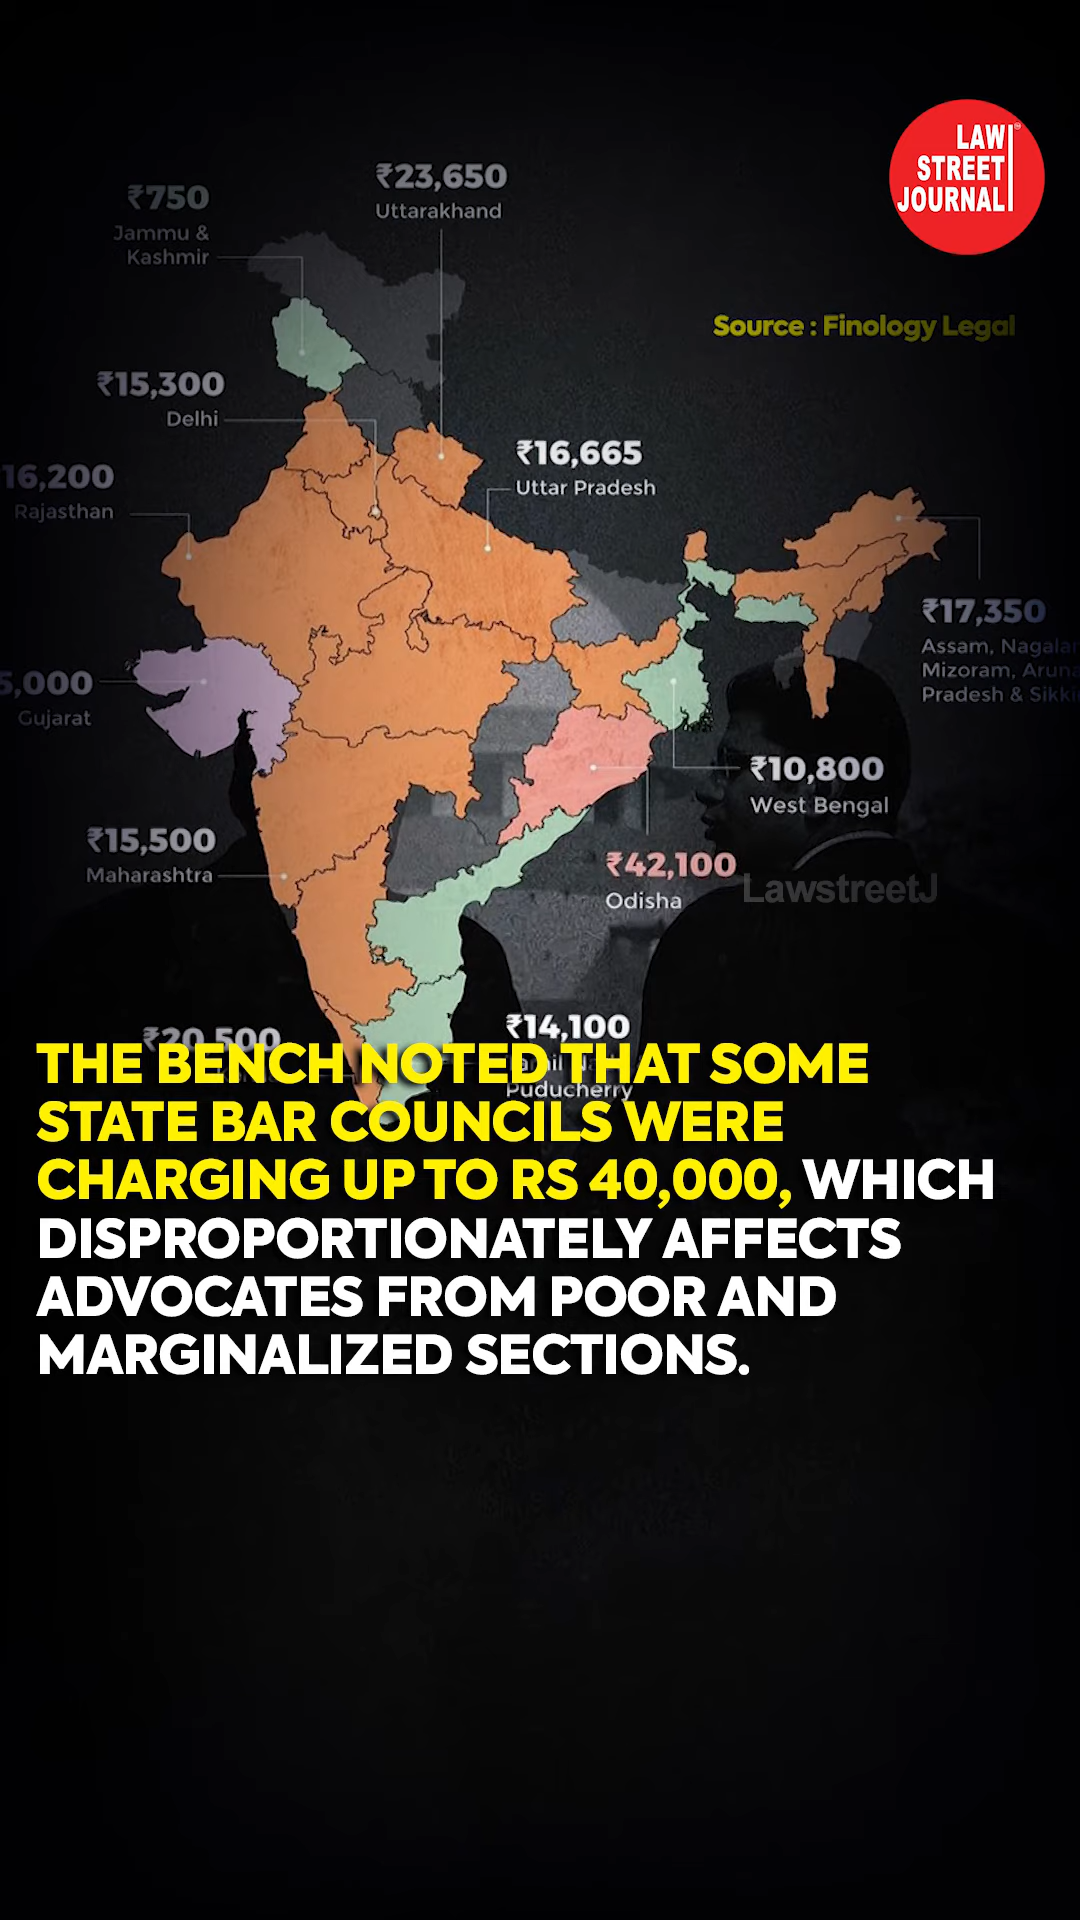 LAW
STREET
JOURNAL
₹23,650
Uttarakhand
₹750
Jammu &
Kashmir
Source : Finology Legal
₹15,300
Delhi
₹16,665
Uttar Pradesh
16,200
Rajasthan
₹17,350
Assam,
Mizoram,
Pradesh &
5,000
Gujarat
₹10,800
West Bengal
₹15,500
Maharashtra
₹42,100
Odisha
LawstreetJ
₹20,500
₹14,100
Puducherry
THE BENCH NOTED THAT SOME
STATE BAR COUNCILS WERE
CHARGING UP TO RS 40,000, WHICH
DISPROPORTIONATELY AFFECTS
ADVOCATES FROM POOR AND
MARGINALIZED SECTIONS.